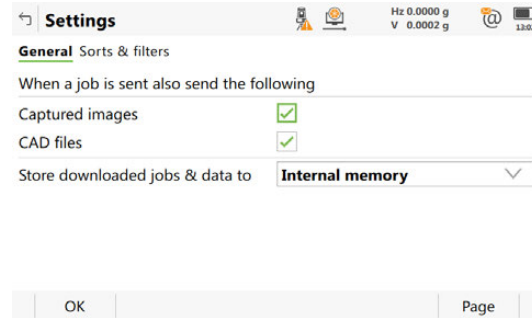 Settings
Hz 0.0000 g
V 0.0002 g
General Sorts & filters
When a job is sent also send the following
Captured images
CAD files
Store downloaded jobs & data to Internal memory
OK Page